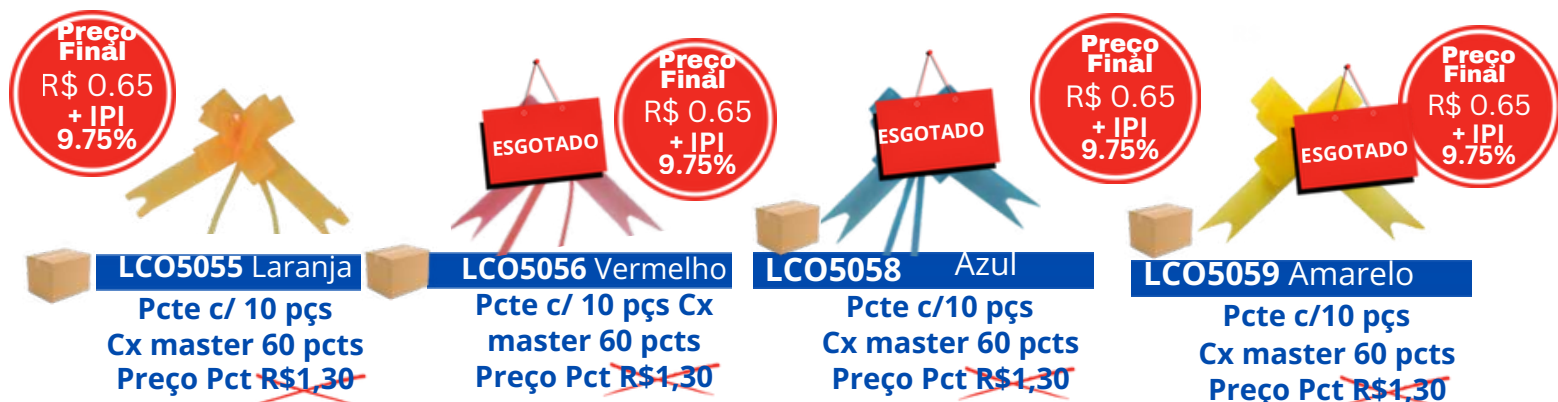 Preço
Final
R$ 0.65
+ IPI
9.75%
LCO5055 Laranja
Pcte c/ 10 pçs
Cx master 60 pcts
Preço Pct R$1,30
Preço
Final
R$ 0.65
+ IPI
9.75%
ESGOTADO
LCO5056 Vermelho
Pcte c/ 10 pçs Cx
master 60 pcts
Preço Pct R$1,30
Preço
Final
R$ 0.65
+ IPI
9.75%
ESGOTADO
LCO5058 Azul
Pcte c/10 pçs
Cx master 60 pcts
Preço Pct R$1,30
Preço
Final
R$ 0.65
+ IPI
9.75%
ESGOTADO
LCO5059 Amarelo
Pcte c/10 pçs
Cx master 60 pcts
Preço Pct R$1,30